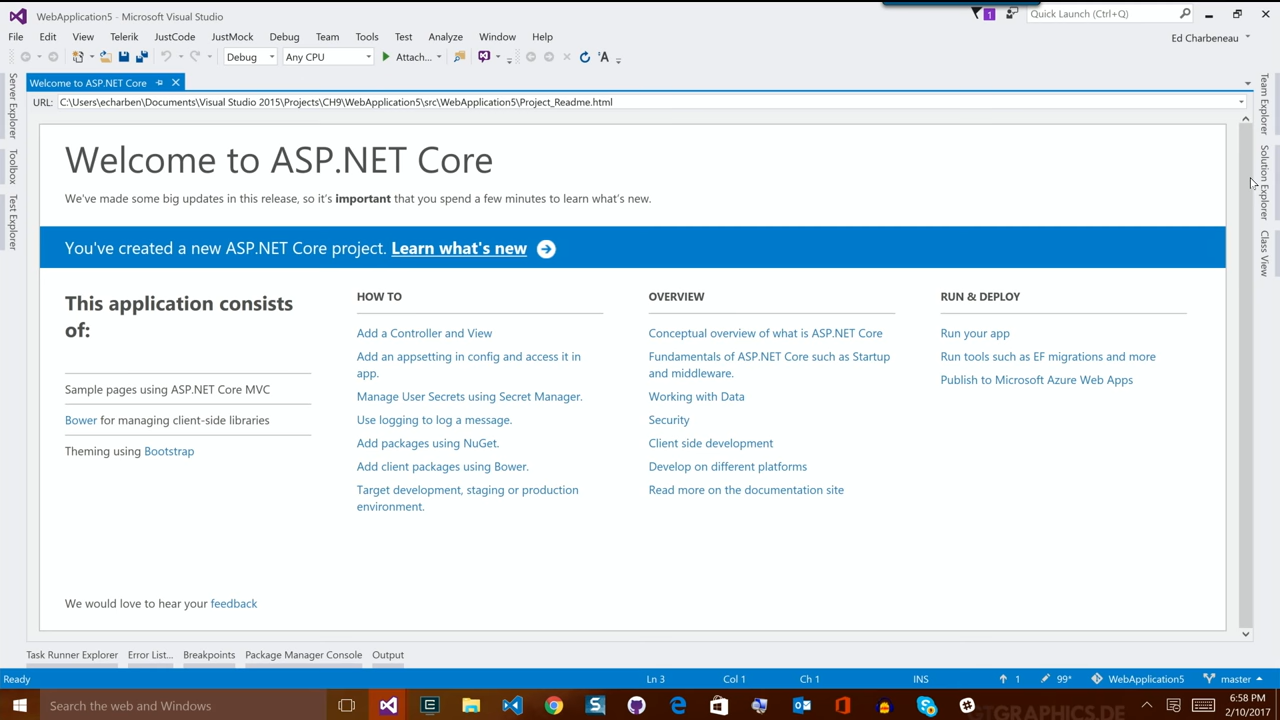 WebApplication5 - Microsoft Visual Studio
1
Quick Launch (Ctrl+Q)
File Edit View Telerik JustCode JustMock Debug Team Tools Test Analyze Window Help
Ed Charbeneau
Debug Any CPU Attach...
Welcome to ASP.NET Core
URL: C:\Users\echarben\Documents\Visual Studio 2015\Projects\CH9\WebApplication5\src\WebApplication5\Project_Readme.html
Server Explorer
Toolbox
Test Explorer
Team Explorer
Solution Explorer
Class View
Welcome to ASP.NET Core
We've made some big updates in this release, so it's important that you spend a few minutes to learn what's new.
You've created a new ASP.NET Core project. Learn what's new
This application consists
of:
Sample pages using ASP.NET Core MVC
Bower for managing client-side libraries
Theming using Bootstrap
HOW TO
Add a Controller and View
Add an appsetting in config and access it in
app.
Manage User Secrets using Secret Manager.
Use logging to log a message.
Add packages using NuGet.
Add client packages using Bower.
Target development, staging or production
environment.
OVERVIEW
Conceptual overview of what is ASP.NET Core
Fundamentals of ASP.NET Core such as Startup
and middleware.
Working with Data
Security
Client side development
Develop on different platforms
Read more on the documentation site
RUN & DEPLOY
Run your app
Run tools such as EF migrations and more
Publish to Microsoft Azure Web Apps
We would love to hear your feedback
Task Runner Explorer Error List... Breakpoints Package Manager Console Output
Ready Ln 3 Col 1 Ch 1 INS 1 99* WebApplication5 master
Search the web and Windows
6:58 PM
2/10/2017
GTGRAPHICS.DE